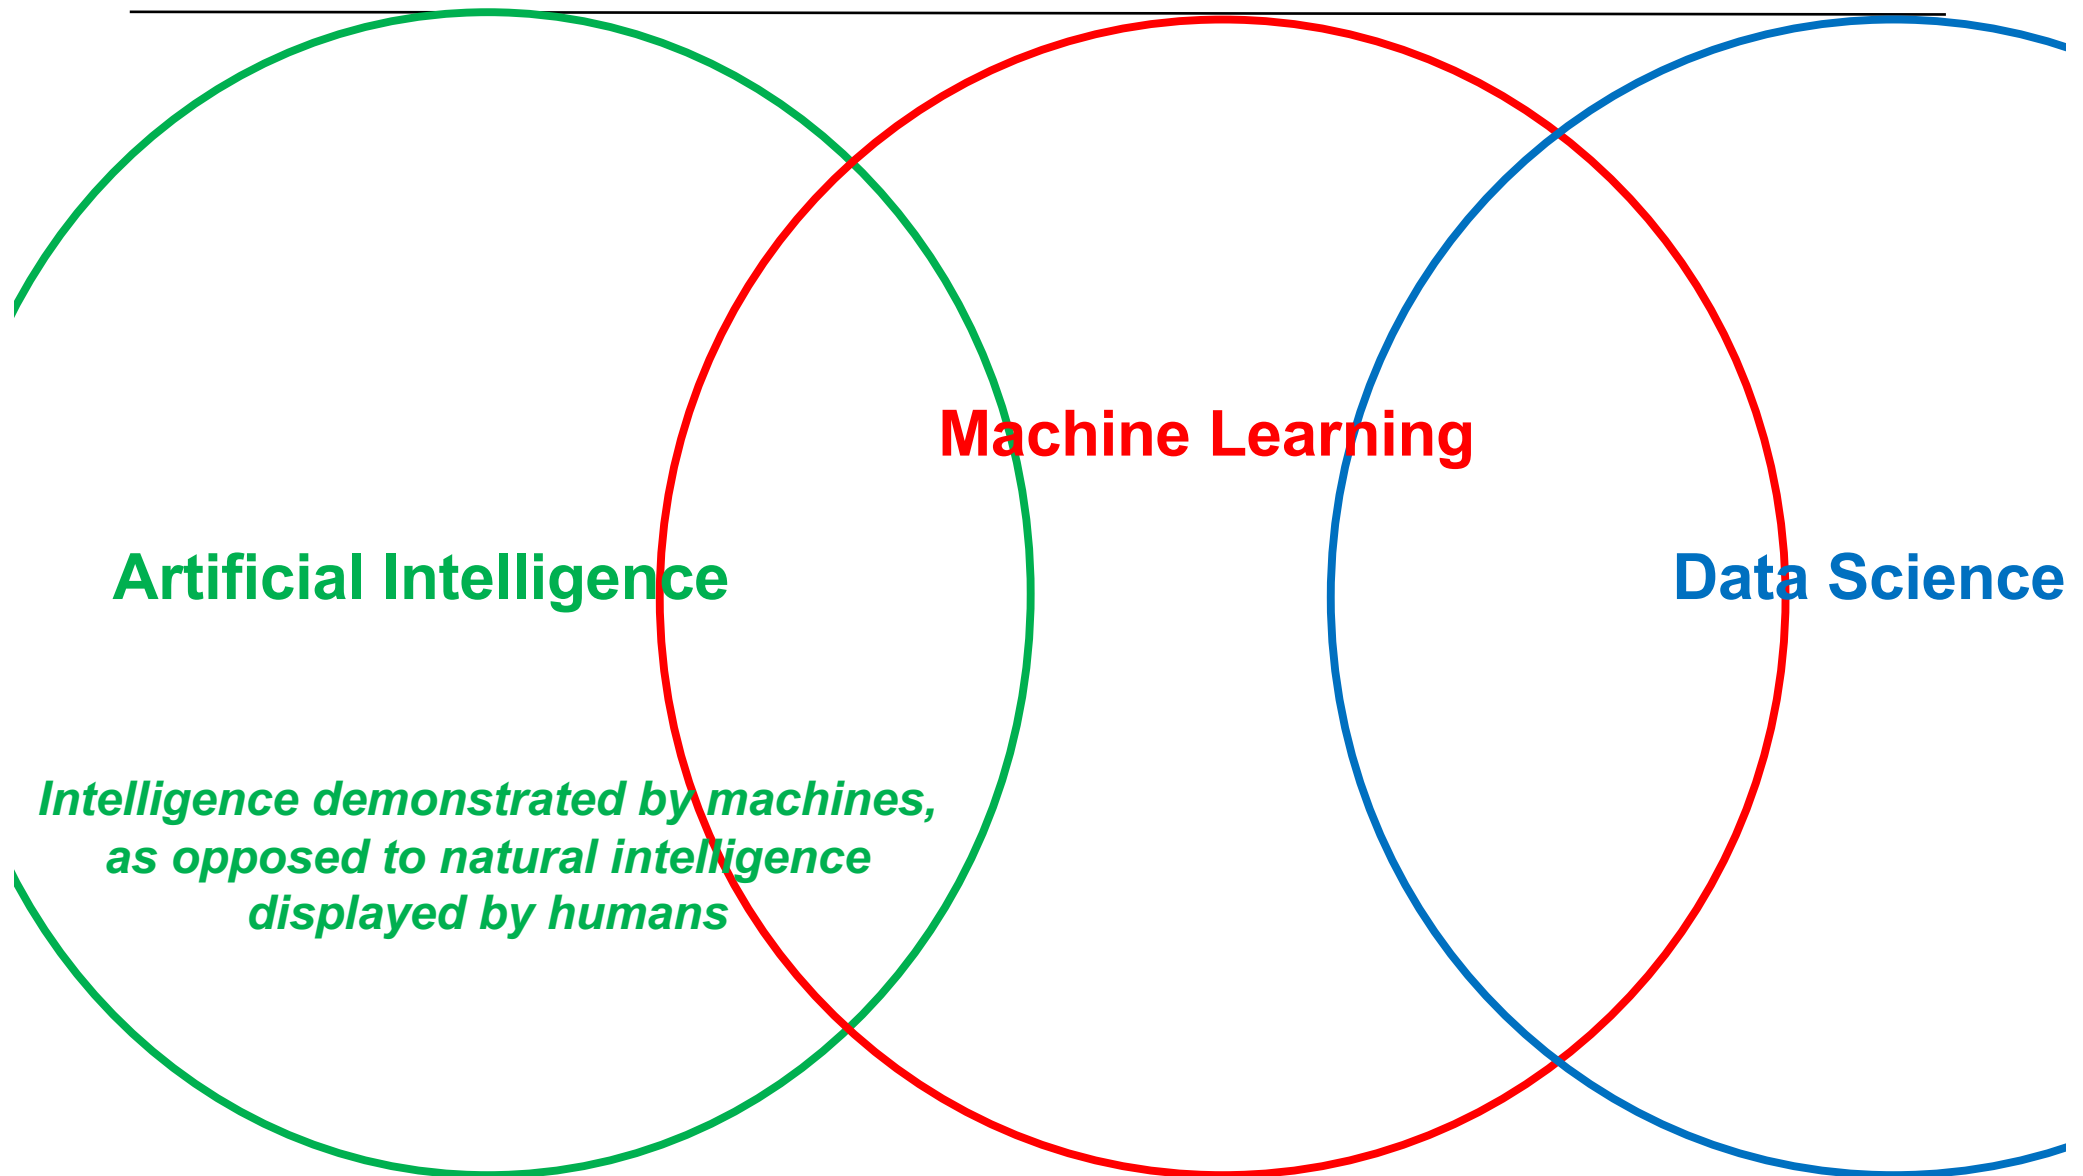 Machine Learning
Artificial Intelligence
Data Science
Intelligence demonstrated by machines,
as opposed to natural intelligence
displayed by humans